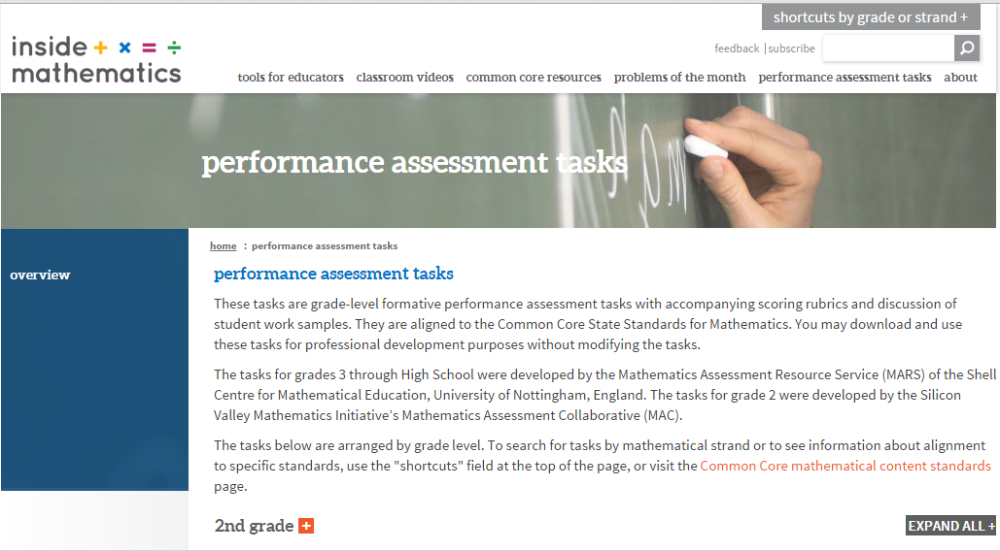 shortcuts by grade or strand +
inside + × = ÷
mathematics
feedback | subscribe
tools for educators classroom videos common core resources problems of the month performance assessment tasks about
performance assessment tasks
overview
home : performance assessment tasks
performance assessment tasks
These tasks are grade-level formative performance assessment tasks with accompanying scoring rubrics and discussion of
student work samples. They are aligned to the Common Core State Standards for Mathematics. You may download and use
these tasks for professional development purposes without modifying the tasks.
The tasks for grades 3 through High School were developed by the Mathematics Assessment Resource Service (MARS) of the Shell
Centre for Mathematical Education, University of Nottingham, England. The tasks for grade 2 were developed by the Silicon
Valley Mathematics Initiative's Mathematics Assessment Collaborative (MAC).
The tasks below are arranged by grade level. To search for tasks by mathematical strand or to see information about alignment
to specific standards, use the "shortcuts" field at the top of the page, or visit the Common Core mathematical content standards
page.
2nd grade +
EXPAND ALL +